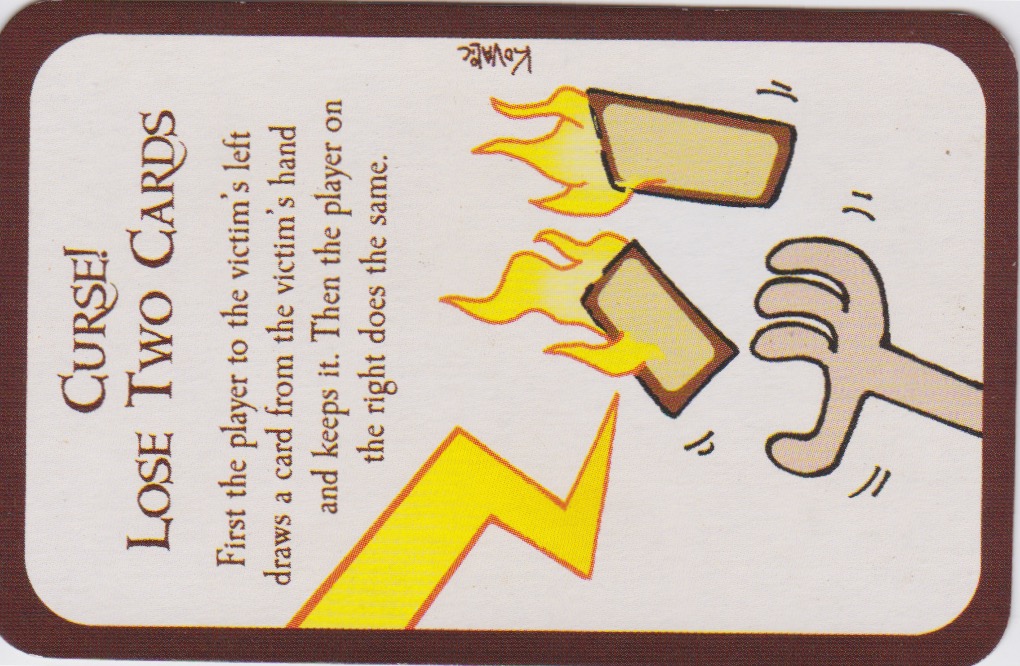 CURSE!
LOSE TWO CARDS
First the player to the victim's left
draws a card from the victim's hand
and keeps it. Then the player on
the right does the same.
KOVALIC